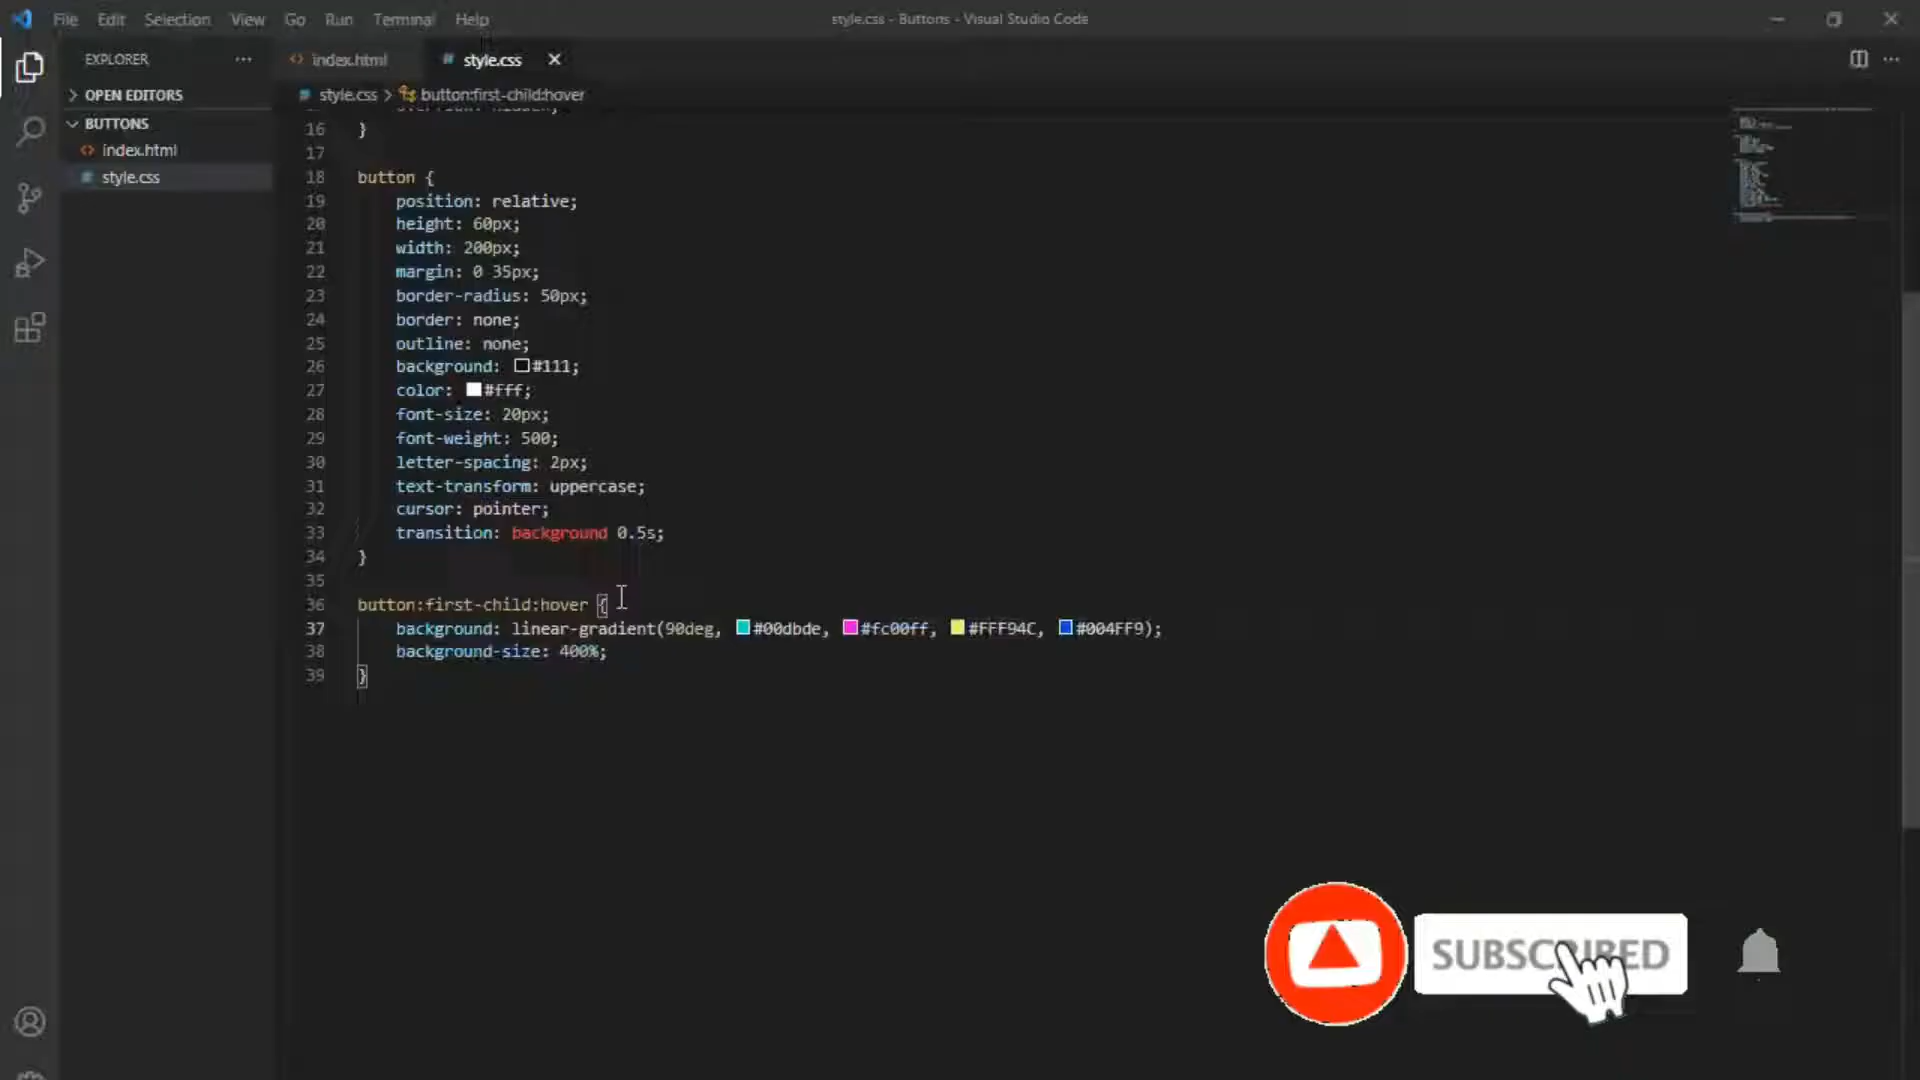 File Edit Selection View Go Run Terminal Help
style.css - Buttons - Visual Studio Code
EXPLORER
index.html
style.css
OPEN EDITORS
style.css > button:first-child:hover
BUTTONS
index.html
style.css
16 }
17
18 button {
19 position: relative;
20 height: 60px;
21 width: 200px;
22 margin: 0 35px;
23 border-radius: 50px;
24 border: none;
25 outline: none;
26 background: #111;
27 color: #fff;
28 font-size: 20px;
29 font-weight: 500;
30 letter-spacing: 2px;
31 text-transform: uppercase;
32 cursor: pointer;
33 transition: background 0.5s;
34 }
35
36 button:first-child:hover {
37 background: linear-gradient(90deg, #00dbde, #fc00ff, #FFF94C, #004FF9);
38 background-size: 400%;
39 }
SUBSCRIBED